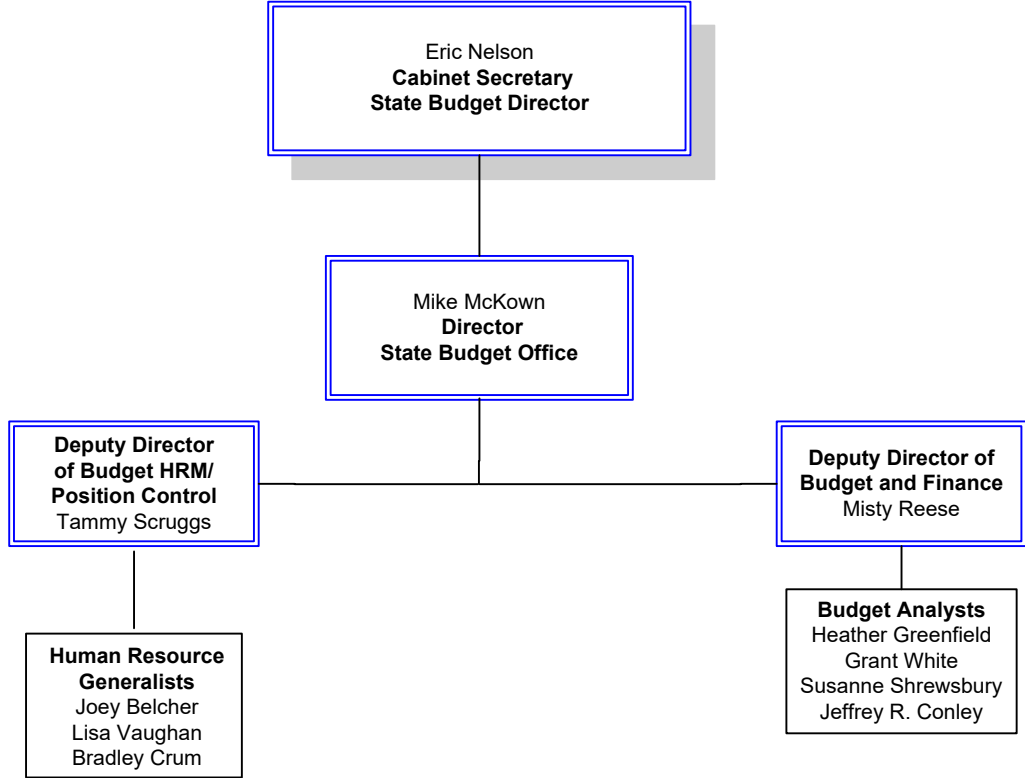 Eric Nelson
Cabinet Secretary
State Budget Director
Mike McKown
Director
State Budget Office
Deputy Director
of Budget HRM/
Position Control
Tammy Scruggs
Deputy Director of
Budget and Finance
Misty Reese
Human Resource
Generalists
Joey Belcher
Lisa Vaughan
Bradley Crum
Budget Analysts
Heather Greenfield
Grant White
Susanne Shrewsbury
Jeffrey R. Conley